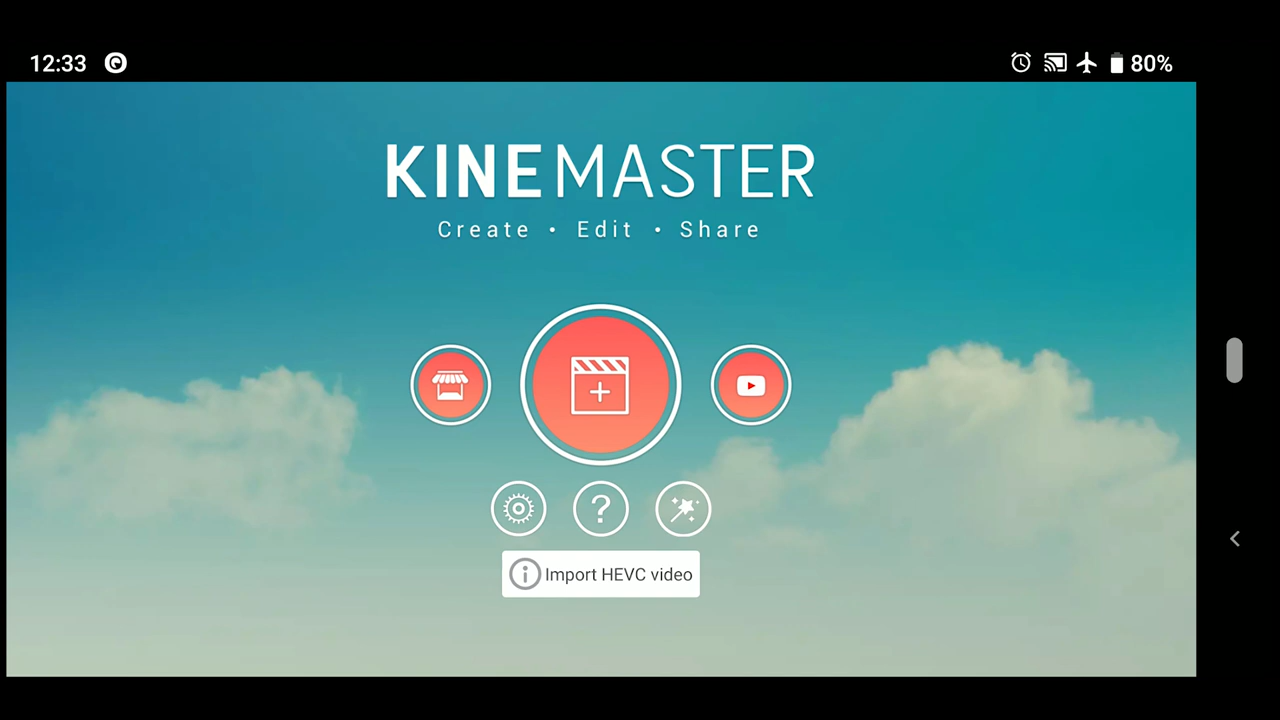 12:33
80%
KINEMASTER
Create • Edit • Share
?
Import HEVC video